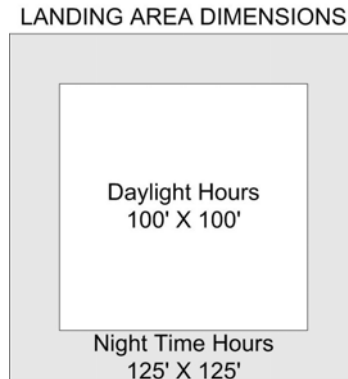 LANDING AREA DIMENSIONS
Daylight Hours
100' X 100'
Night Time Hours
125' X 125'